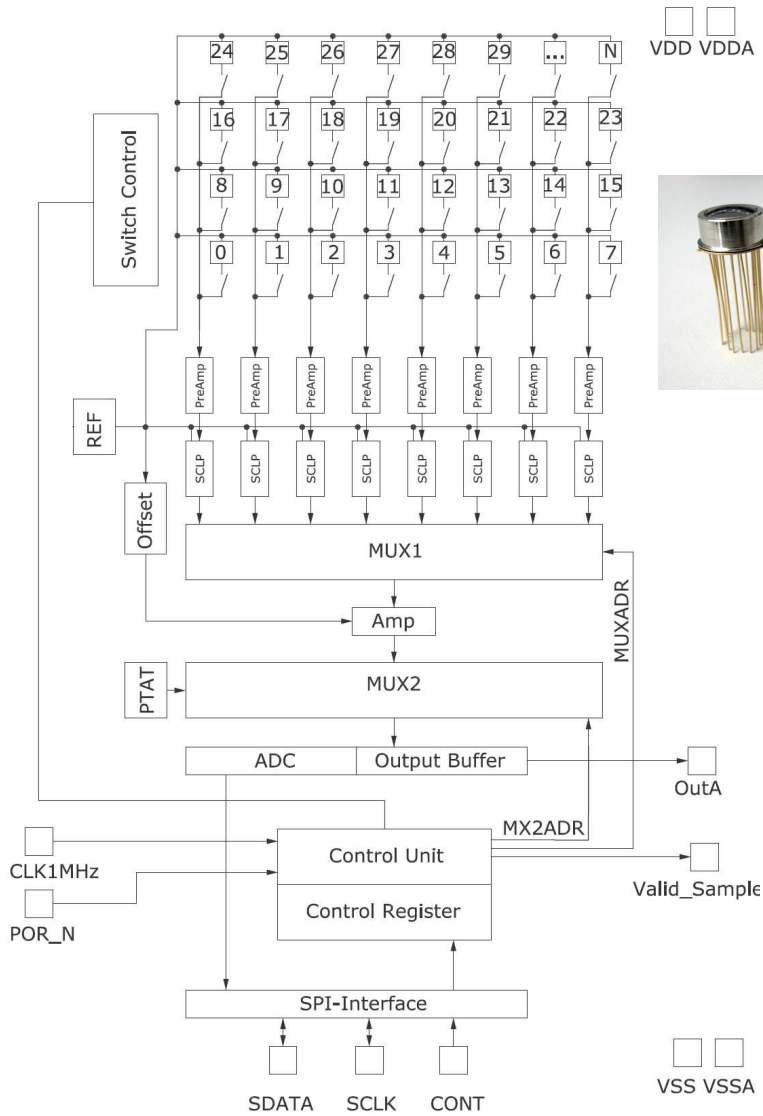 24 25 26 27 28 29 ... N
VDD VDDA
16 17 18 19 20 21 22 23
Switch Control
8 9 10 11 12 13 14 15
0 1 2 3 4 5 6 7
PreAmp PreAmp PreAmp PreAmp PreAmp PreAmp PreAmp PreAmp
REF
SCLP SCLP SCLP SCLP SCLP SCLP SCLP SCLP
Offset
MUX1
MUXADR
Amp
PTAT
MUX2
ADC Output Buffer
OutA
MX2ADR
CLK1MHz
Control Unit
Valid_Sample
POR_N
Control Register
SPI-Interface
SDATA SCLK CONT
VSS VSSA